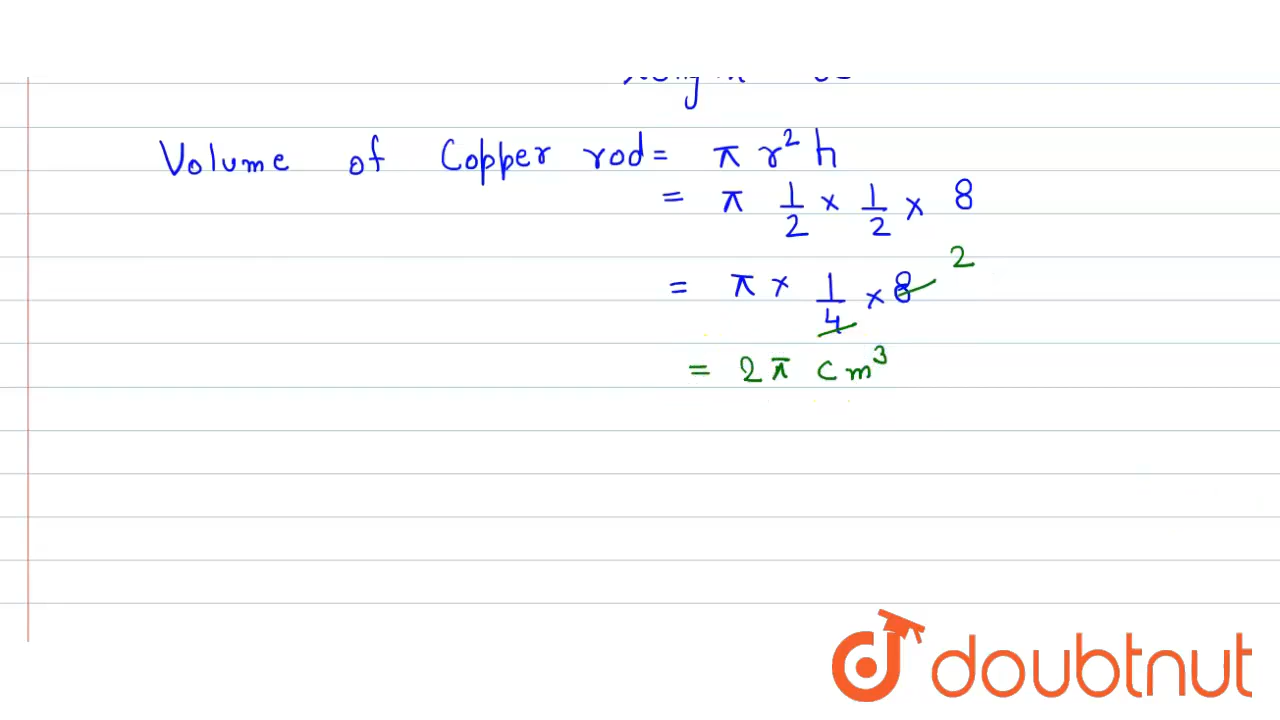 Volume of Copper rod = π r² h
= π 1/2 × 1/2 × 8
2
= π × 1/4 × 8
= 2π cm³
doubtnut